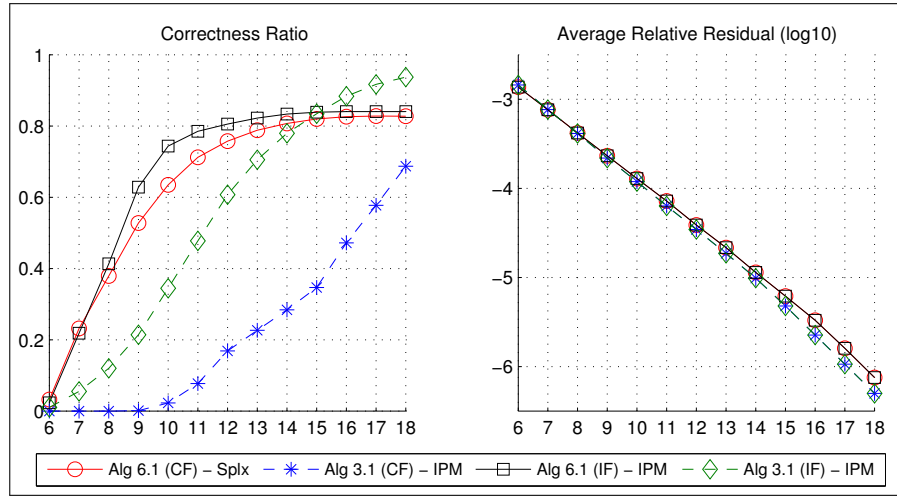 Correctness Ratio
1
0.8
0.6
0.4
0.2
0
6 7 8 9 10 11 12 13 14 15 16 17 18
Average Relative Residual (log10)
−3
−4
−5
−6
6 7 8 9 10 11 12 13 14 15 16 17 18
Alg 6.1 (CF) − Splx Alg 3.1 (CF) − IPM Alg 6.1 (IF) − IPM Alg 3.1 (IF) − IPM